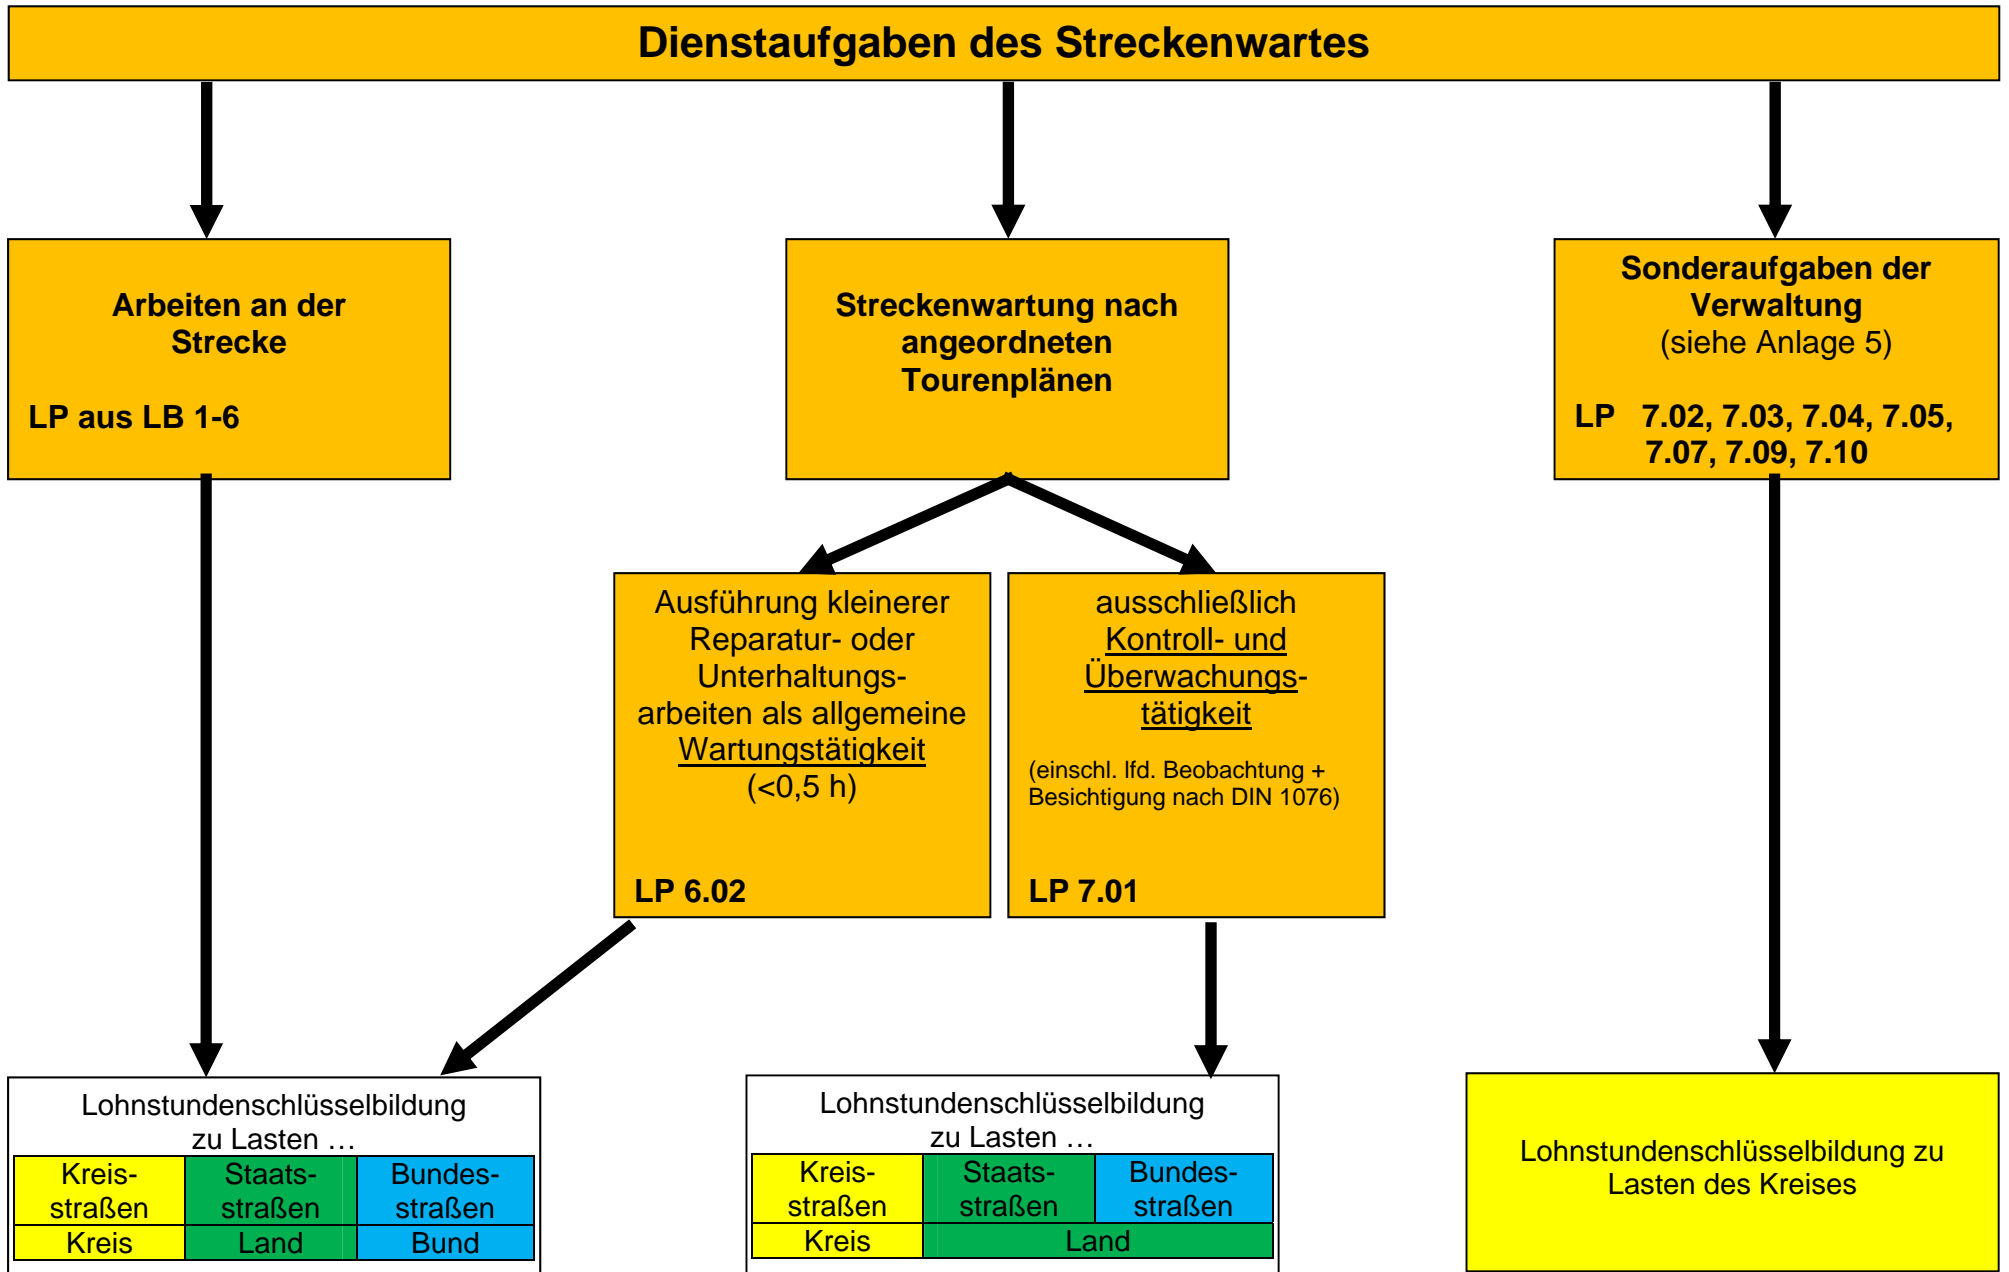 Dienstaufgaben des Streckenwartes
Arbeiten an der
Strecke
LP aus LB 1-6
Streckenwartung nach
angeordneten
Tourenplänen
Sonderaufgaben der
Verwaltung
(siehe Anlage 5)
LP 7.02, 7.03, 7.04, 7.05,
7.07, 7.09, 7.10
Ausführung kleinerer
Reparatur- oder
Unterhaltungs-
arbeiten als allgemeine
Wartungstätigkeit
(<0,5 h)
LP 6.02
ausschließlich
Kontroll- und
Überwachungs-
tätigkeit
(einschl. lfd. Beobachtung +
Besichtigung nach DIN 1076)
LP 7.01
Lohnstundenschlüsselbildung
zu Lasten …
Kreis- Staats- Bundes-
straßen straßen straßen
Kreis Land Bund
Lohnstundenschlüsselbildung
zu Lasten …
Kreis- Staats- Bundes-
straßen straßen straßen
Kreis Land
Lohnstundenschlüsselbildung zu
Lasten des Kreises